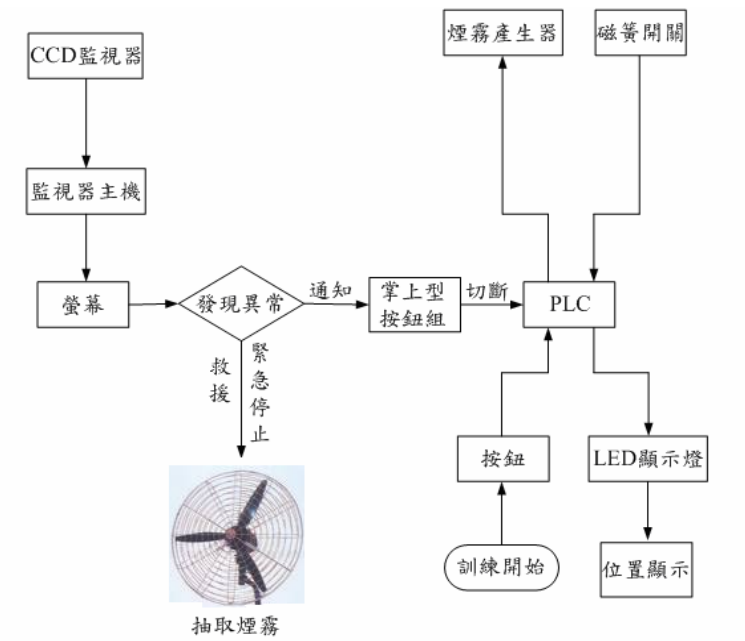 CCD監視器
煙霧產生器
磁簧開關
監視器主機
螢幕
發現異常
通知
掌上型
按鈕組
切斷
PLC
救援
緊急停止
按鈕
LED顯示燈
訓練開始
位置顯示
抽取煙霧